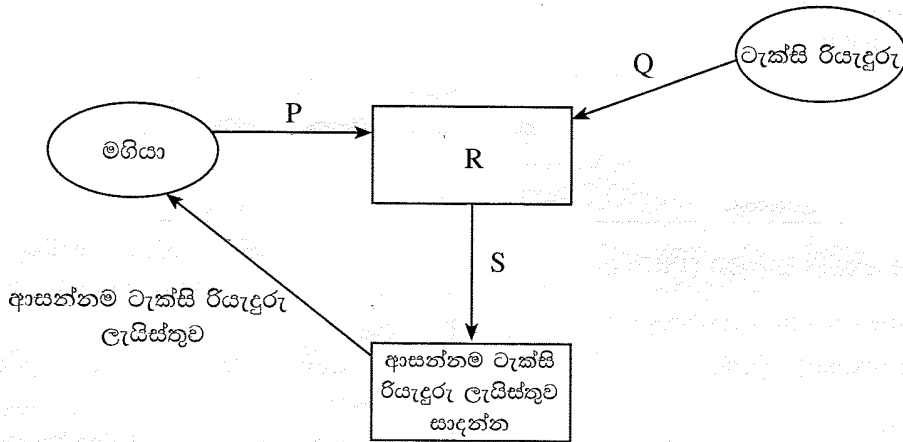 ටැක්සි රියැදුරු
Q
P
මගියා
R
S
ආසන්නම ටැක්සි රියැදුරු
ලැයිස්තුව
ආසන්නම ටැක්සි
රියැදුරු ලැයිස්තුව
සාදන්න